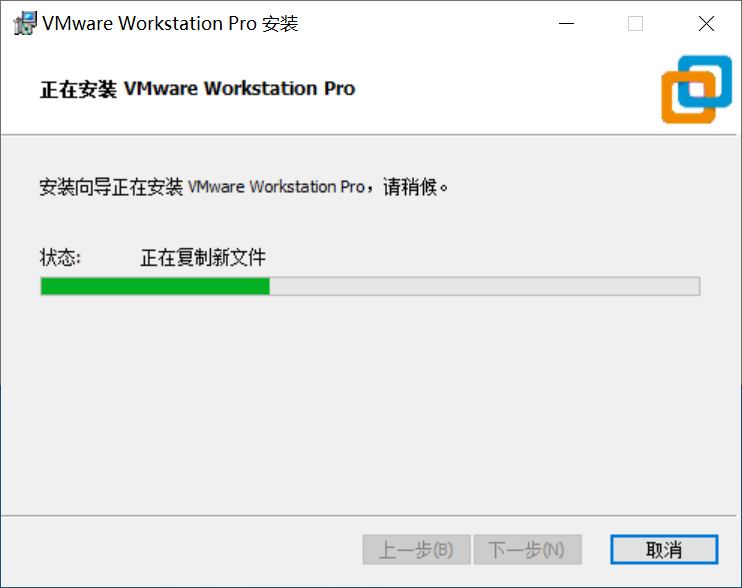 VMware Workstation Pro 安装
正在安装 VMware Workstation Pro
安装向导正在安装 VMware Workstation Pro，请稍候。
状态: 正在复制新文件
上一步(B) 下一步(N) 取消